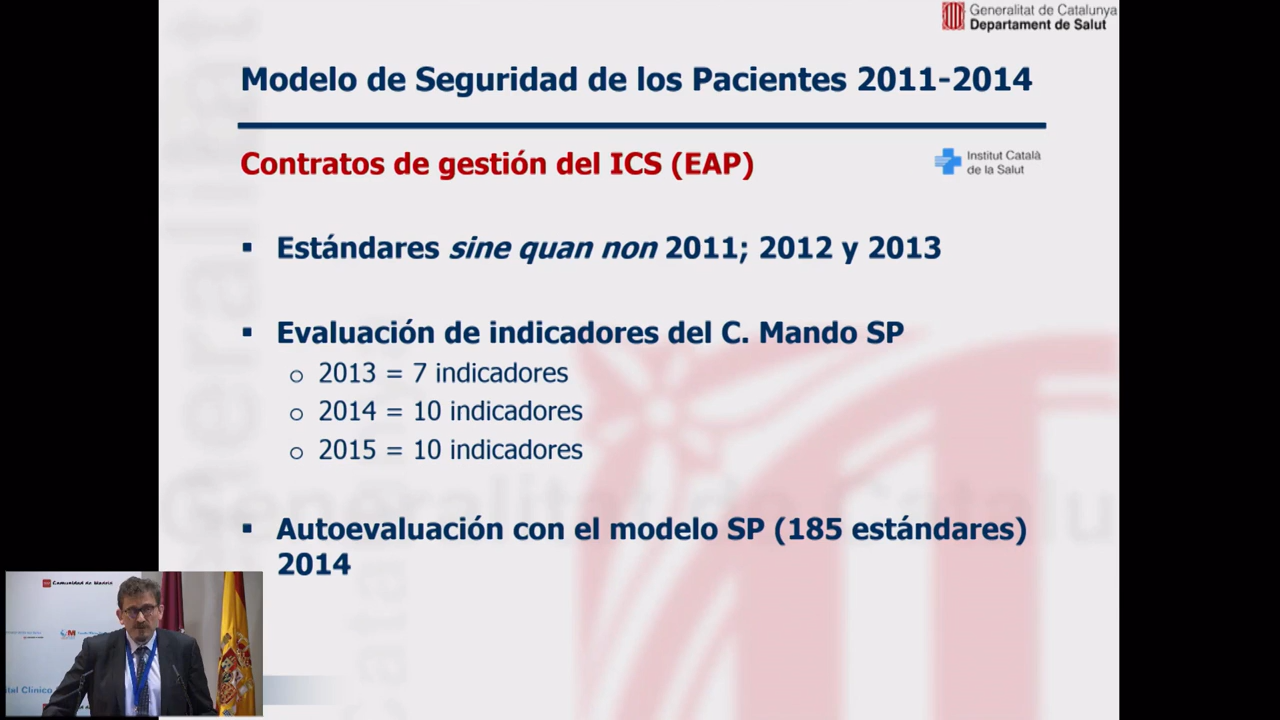 Generalitat de Catalunya
Departament de Salut
Modelo de Seguridad de los Pacientes 2011-2014
Contratos de gestión del ICS (EAP)
Institut Català
de la Salut
▪ Estándares sine quan non 2011; 2012 y 2013
▪ Evaluación de indicadores del C. Mando SP
o 2013 = 7 indicadores
o 2014 = 10 indicadores
o 2015 = 10 indicadores
▪ Autoevaluación con el modelo SP (185 estándares)
2014
Comunidad de Madrid
Clínico